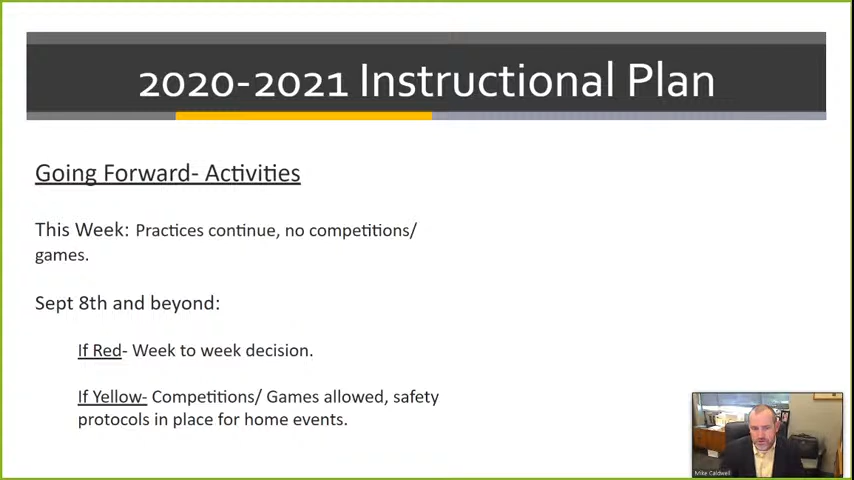 2020-2021 Instructional Plan
Going Forward- Activities
This Week: Practices continue, no competitions/
games.
Sept 8th and beyond:
If Red- Week to week decision.
If Yellow- Competitions/ Games allowed, safety
protocols in place for home events.
Mike Caldwell